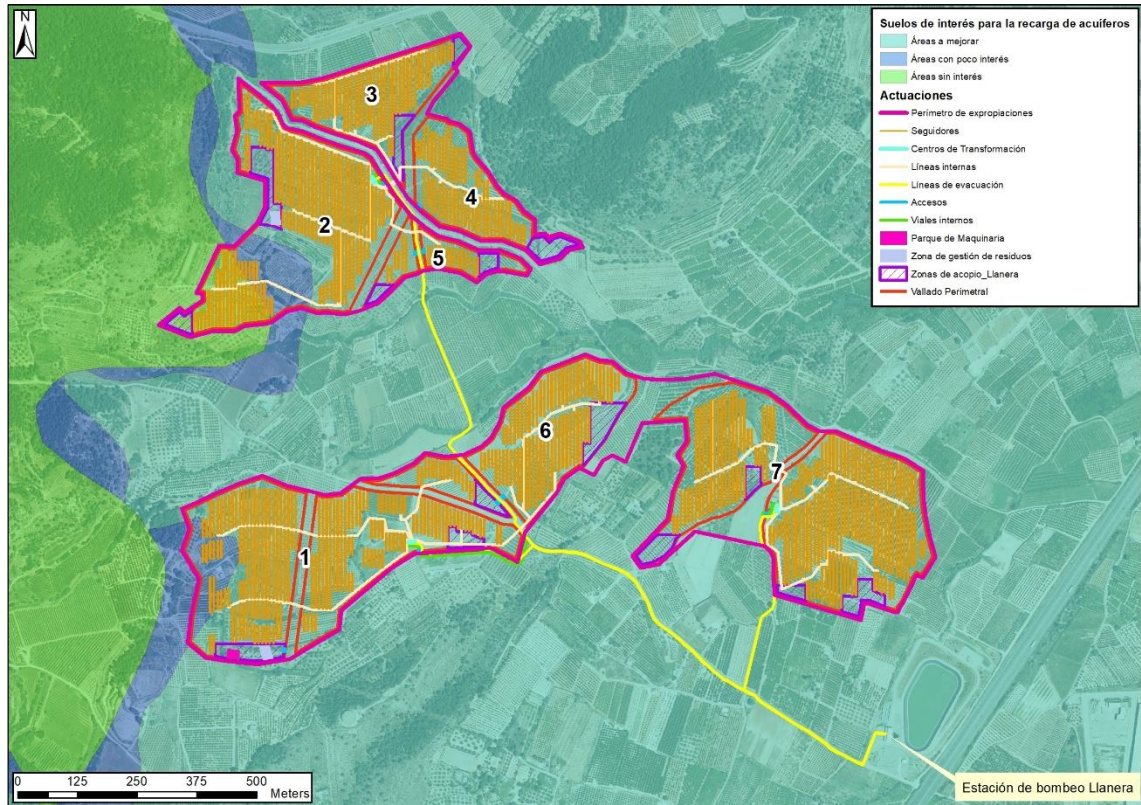 N
Suelos de interés para la recarga de acuíferos
Áreas a mejorar
Áreas con poco interés
Áreas sin interés
Actuaciones
Perímetro de expropiaciones
Seguidores
Centros de Transformación
Líneas internas
Líneas de evacuación
Accesos
Viales internos
Parque de Maquinaria
Zona de gestión de residuos
Zonas de acopio_Llanera
Vallado Perimetral
3
4
2
5
6
7
1
0 125 250 375 500
Meters
Estación de bombeo Llanera